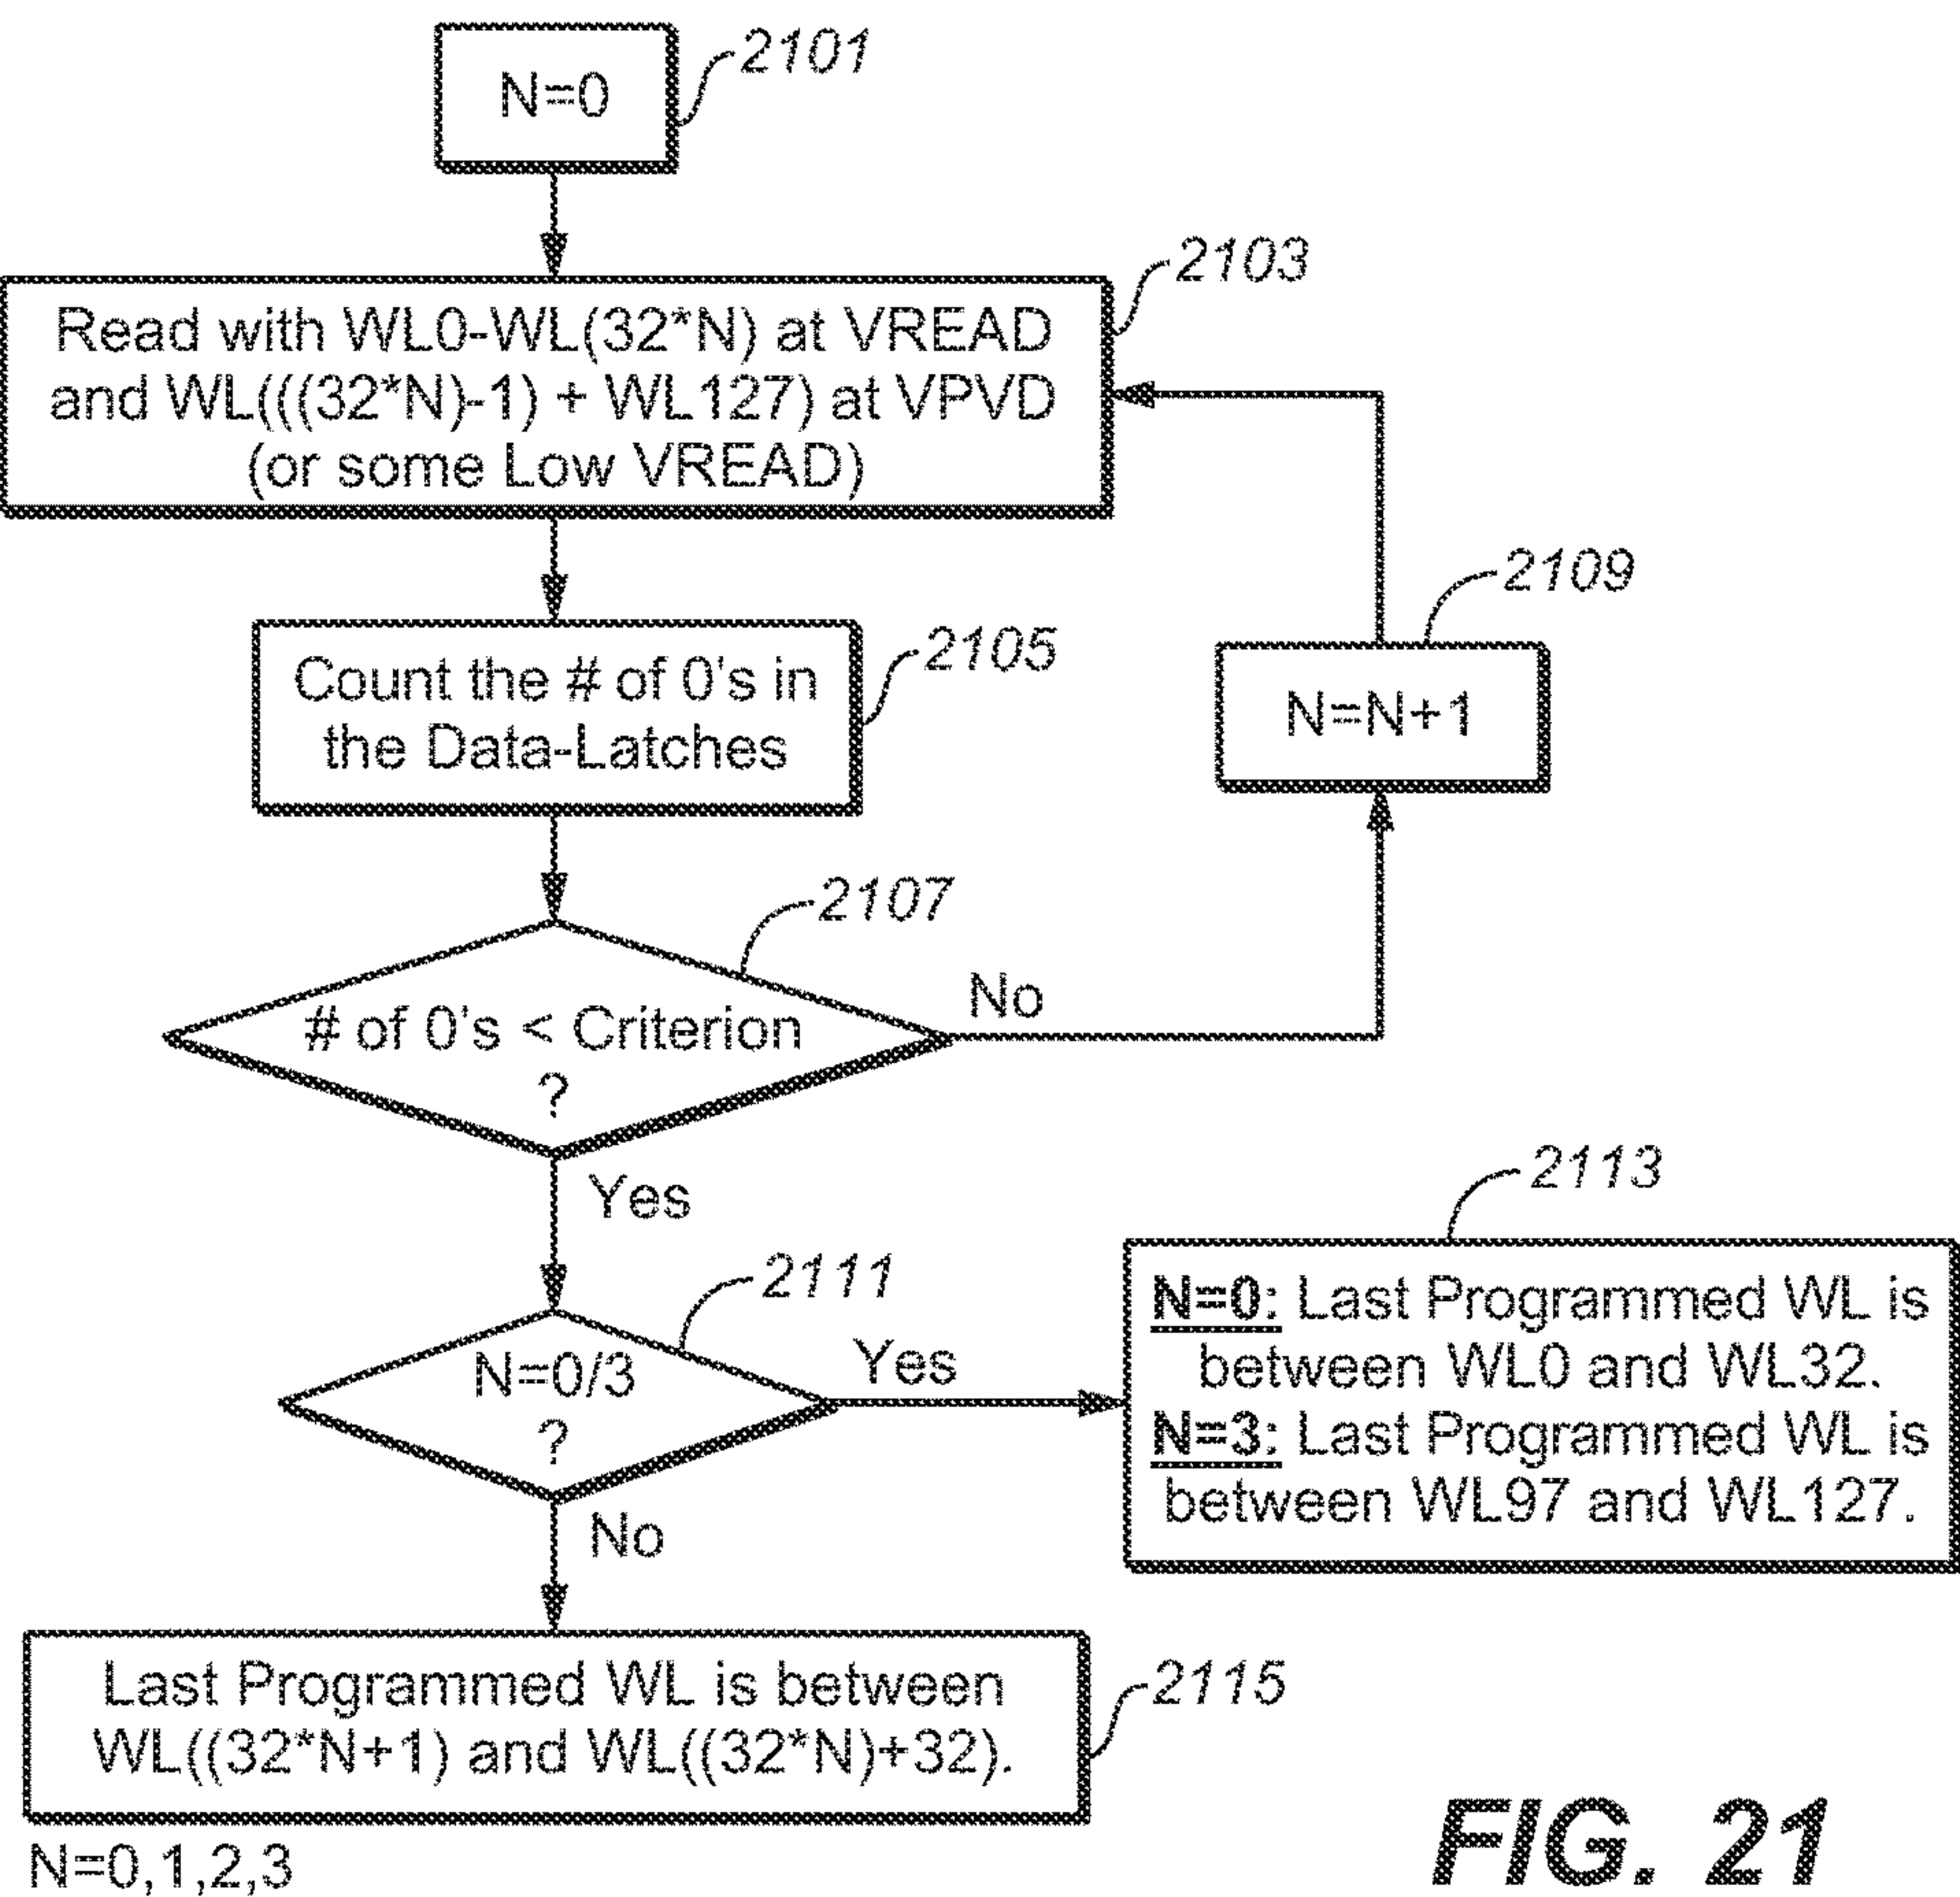 N=0
2101
Read with WL0-WL(32*N) at VREAD
and WL(((32*N)-1) + WL127) at VPVD
(or some Low VREAD)
2103
Count the # of 0's in
the Data-Latches
2105
N=N+1
2109
# of 0's < Criterion
?
2107
No
Yes
N=0/3
?
2111
Yes
No
N=0: Last Programmed WL is
between WL0 and WL32.
N=3: Last Programmed WL is
between WL97 and WL127.
2113
Last Programmed WL is between
WL((32*N+1) and WL((32*N)+32).
2115
N=0,1,2,3
FIG. 21